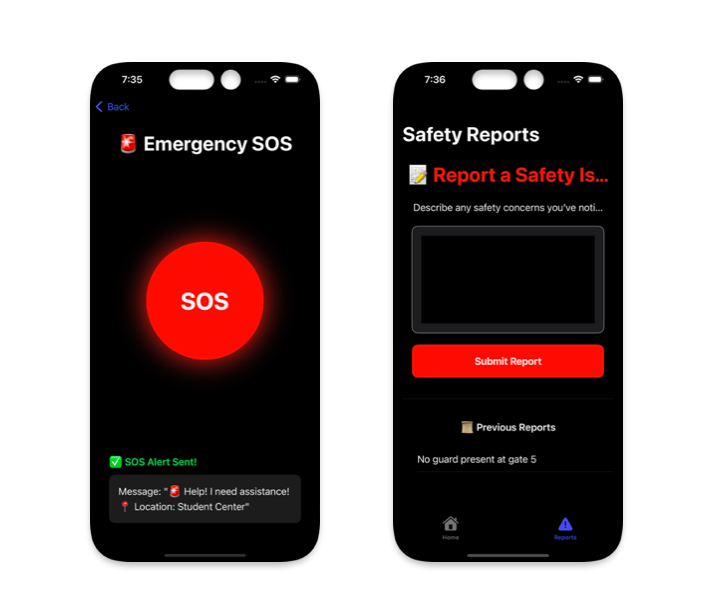 7:35
Back
🚨 Emergency SOS
SOS
✅ SOS Alert Sent!
Message: "🚨 Help! I need assistance!
📍 Location: Student Center"
7:36
Safety Reports
📝 Report a Safety Is...
Describe any safety concerns you've noti...
Submit Report
📜 Previous Reports
No guard present at gate 5
Home
Reports